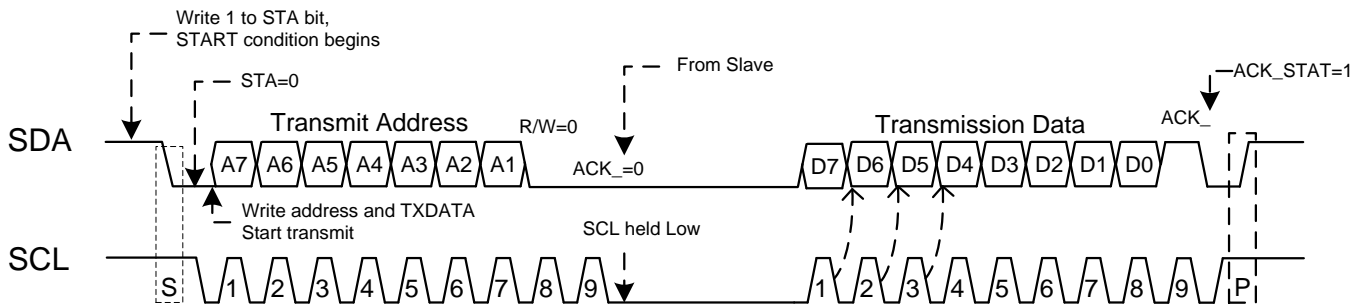 Write 1 to STA bit,
START condition begins
STA=0
From Slave
ACK_STAT=1
SDA
Transmit Address
R/W=0
ACK_=0
Transmission Data
ACK_
A7 A6 A5 A4 A3 A2 A1
D7 D6 D5 D4 D3 D2 D1 D0
Write address and TXDATA
Start transmit
SCL held Low
SCL
S 1 2 3 4 5 6 7 8 9 1 2 3 4 5 6 7 8 9 P